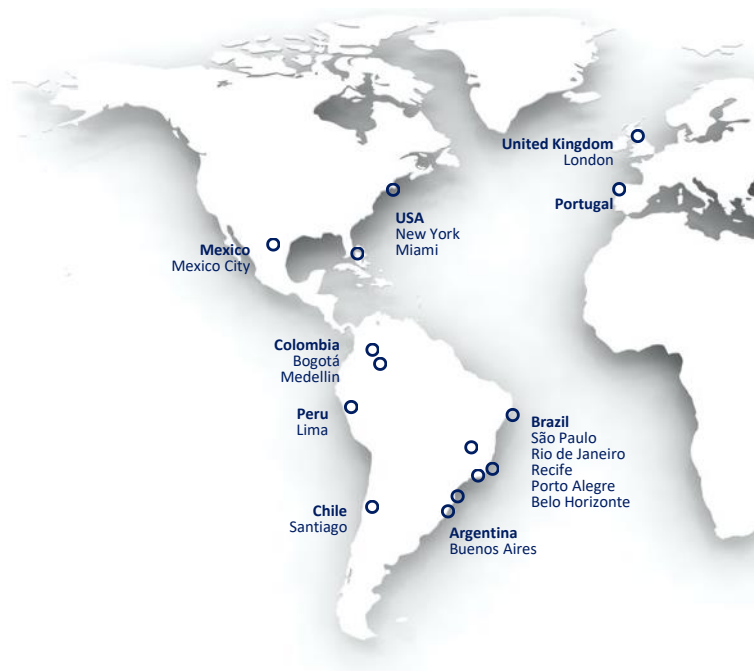 United Kingdom
London
Portugal
USA
New York
Miami
Mexico
Mexico City
Colombia
Bogotá
Medellin
Peru
Lima
Brazil
São Paulo
Rio de Janeiro
Recife
Porto Alegre
Belo Horizonte
Chile
Santiago
Argentina
Buenos Aires